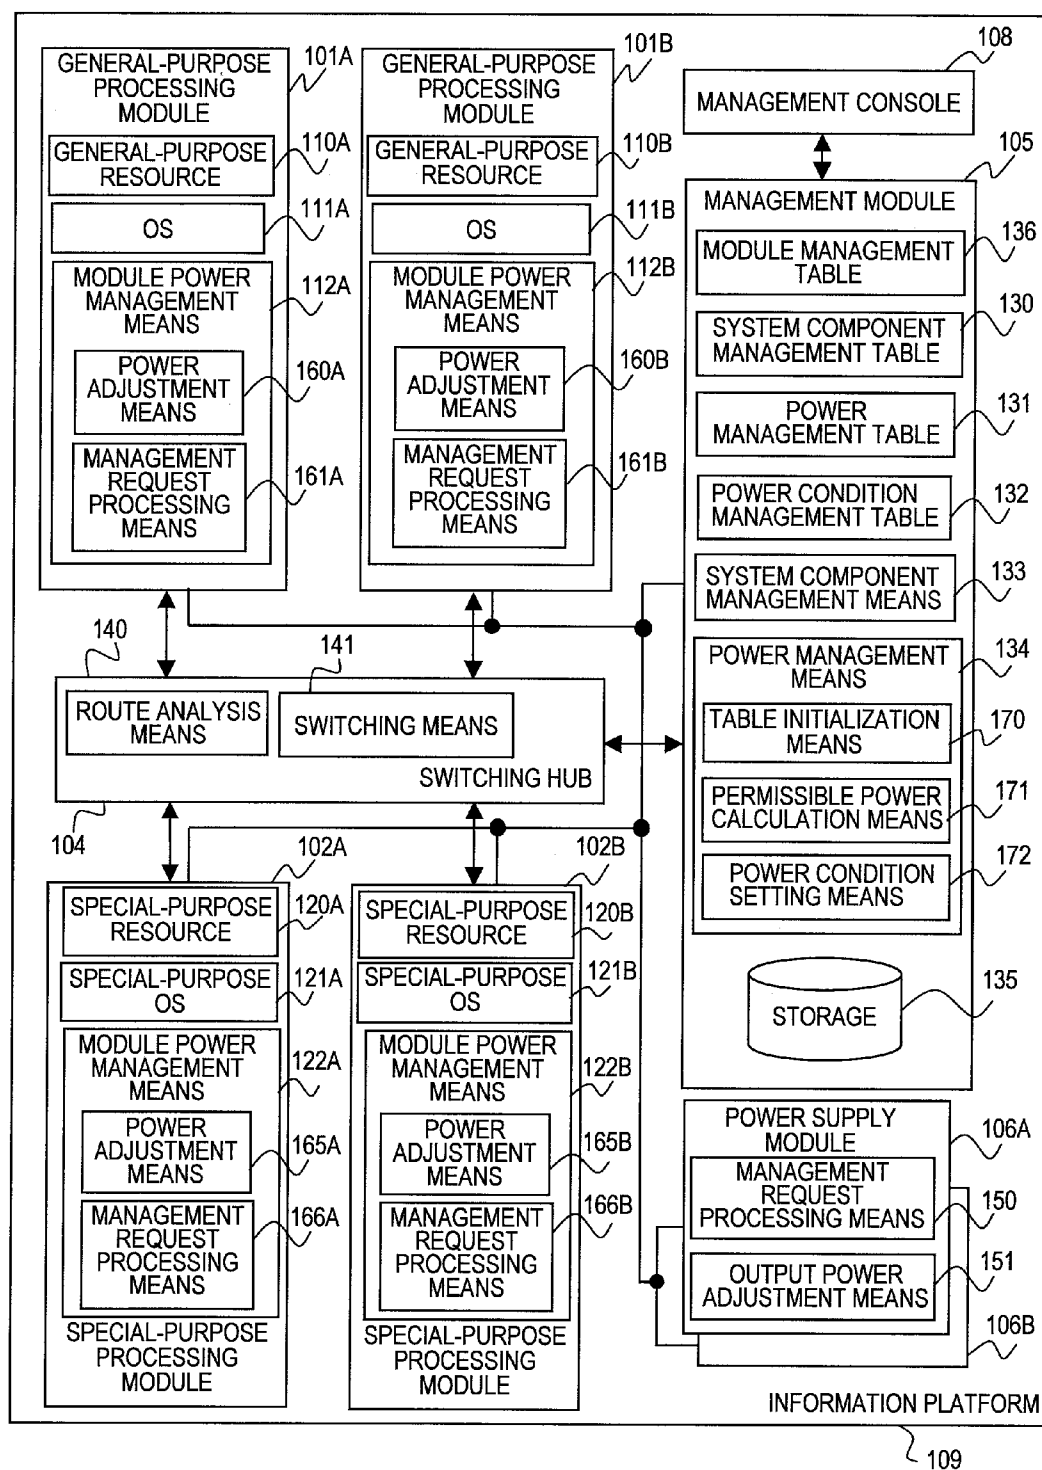 GENERAL-PURPOSE
PROCESSING
MODULE
101A
GENERAL-PURPOSE
RESOURCE
110A
OS
111A
MODULE POWER
MANAGEMENT
MEANS
112A
POWER
ADJUSTMENT
MEANS
160A
MANAGEMENT
REQUEST
PROCESSING
MEANS
161A
GENERAL-PURPOSE
PROCESSING
MODULE
101B
GENERAL-PURPOSE
RESOURCE
110B
OS
111B
MODULE POWER
MANAGEMENT
MEANS
112B
POWER
ADJUSTMENT
MEANS
160B
MANAGEMENT
REQUEST
PROCESSING
MEANS
161B
108
MANAGEMENT CONSOLE
105
MANAGEMENT MODULE
MODULE MANAGEMENT
TABLE
136
SYSTEM COMPONENT
MANAGEMENT TABLE
130
POWER
MANAGEMENT TABLE
131
POWER CONDITION
MANAGEMENT TABLE
132
SYSTEM COMPONENT
MANAGEMENT MEANS
133
POWER MANAGEMENT
MEANS
134
TABLE INITIALIZATION
MEANS
170
PERMISSIBLE POWER
CALCULATION MEANS
171
POWER CONDITION
SETTING MEANS
172
STORAGE
135
140
141
ROUTE ANALYSIS
MEANS
SWITCHING MEANS
SWITCHING HUB
104
102A
SPECIAL-PURPOSE
RESOURCE
120A
SPECIAL-PURPOSE
OS
121A
MODULE POWER
MANAGEMENT
MEANS
122A
POWER
ADJUSTMENT
MEANS
165A
MANAGEMENT
REQUEST
PROCESSING
MEANS
166A
SPECIAL-PURPOSE
PROCESSING
MODULE
102B
SPECIAL-PURPOSE
RESOURCE
120B
SPECIAL-PURPOSE
OS
121B
MODULE POWER
MANAGEMENT
MEANS
122B
POWER
ADJUSTMENT
MEANS
165B
MANAGEMENT
REQUEST
PROCESSING
MEANS
166B
SPECIAL-PURPOSE
PROCESSING
MODULE
POWER SUPPLY
MODULE
106A
MANAGEMENT
REQUEST
PROCESSING MEANS
150
OUTPUT POWER
ADJUSTMENT MEANS
151
106B
INFORMATION PLATFORM
109